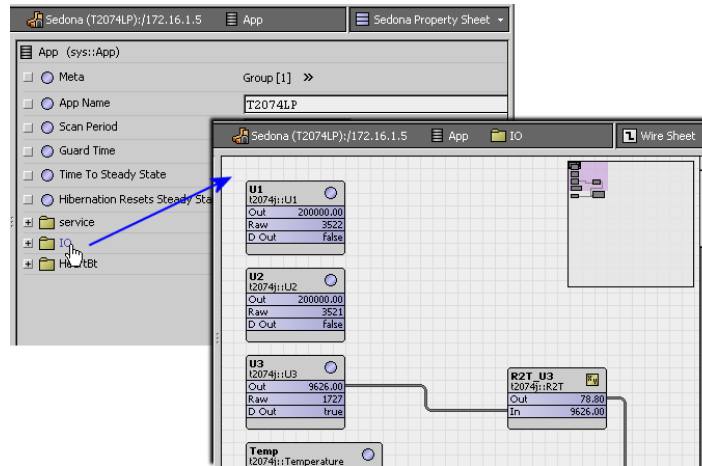 Sedona (T2074LP):/172.16.1.5 App Sedona Property Sheet
App (sys::App)
Meta Group [1] »
App Name T2074LP
Scan Period
Guard Time
Time To Steady State
Hibernation Resets Steady Sta
service
IO
HeartBt
Sedona (T2074LP):/172.16.1.5 App IO Wire Sheet
U1
t2074j::U1
Out 200000.00
Raw 3522
D Out false
U2
t2074j::U2
Out 200000.00
Raw 3521
D Out false
U3
t2074j::U3
Out 9626.00
Raw 1727
D Out true
R2T_U3
t2074j::R2T
Out 78.80
In 9626.00
Temp
t2074j::Temperature